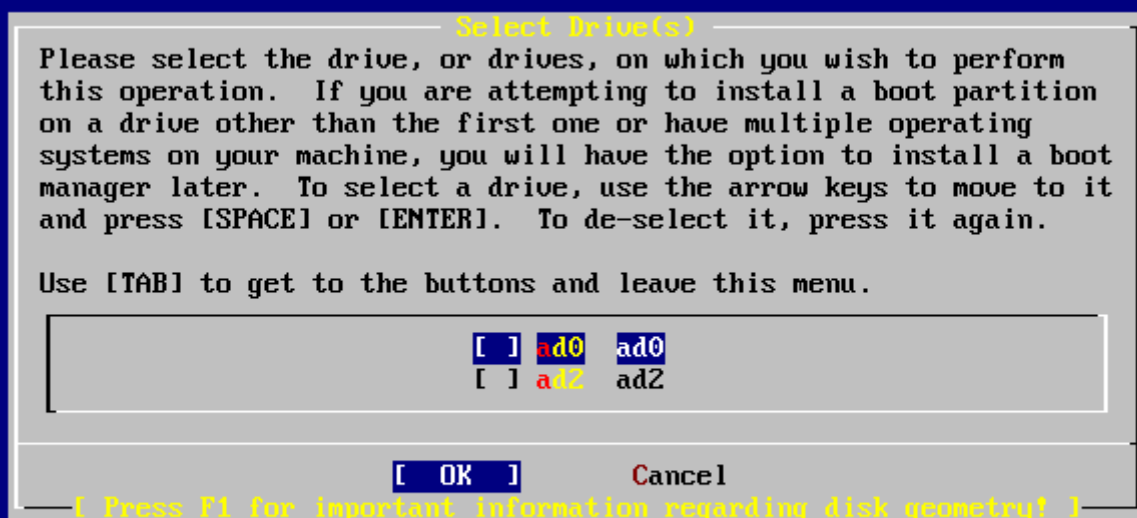 Select Drive(s)
Please select the drive, or drives, on which you wish to perform
this operation.  If you are attempting to install a boot partition
on a drive other than the first one or have multiple operating
systems on your machine, you will have the option to install a boot
manager later.  To select a drive, use the arrow keys to move to it
and press [SPACE] or [ENTER].  To de-select it, press it again.
Use [TAB] to get to the buttons and leave this menu.
[ ] ad0  ad0
[ ] ad2  ad2
[  OK  ]       Cancel
[ Press F1 for important information regarding disk geometry! ]